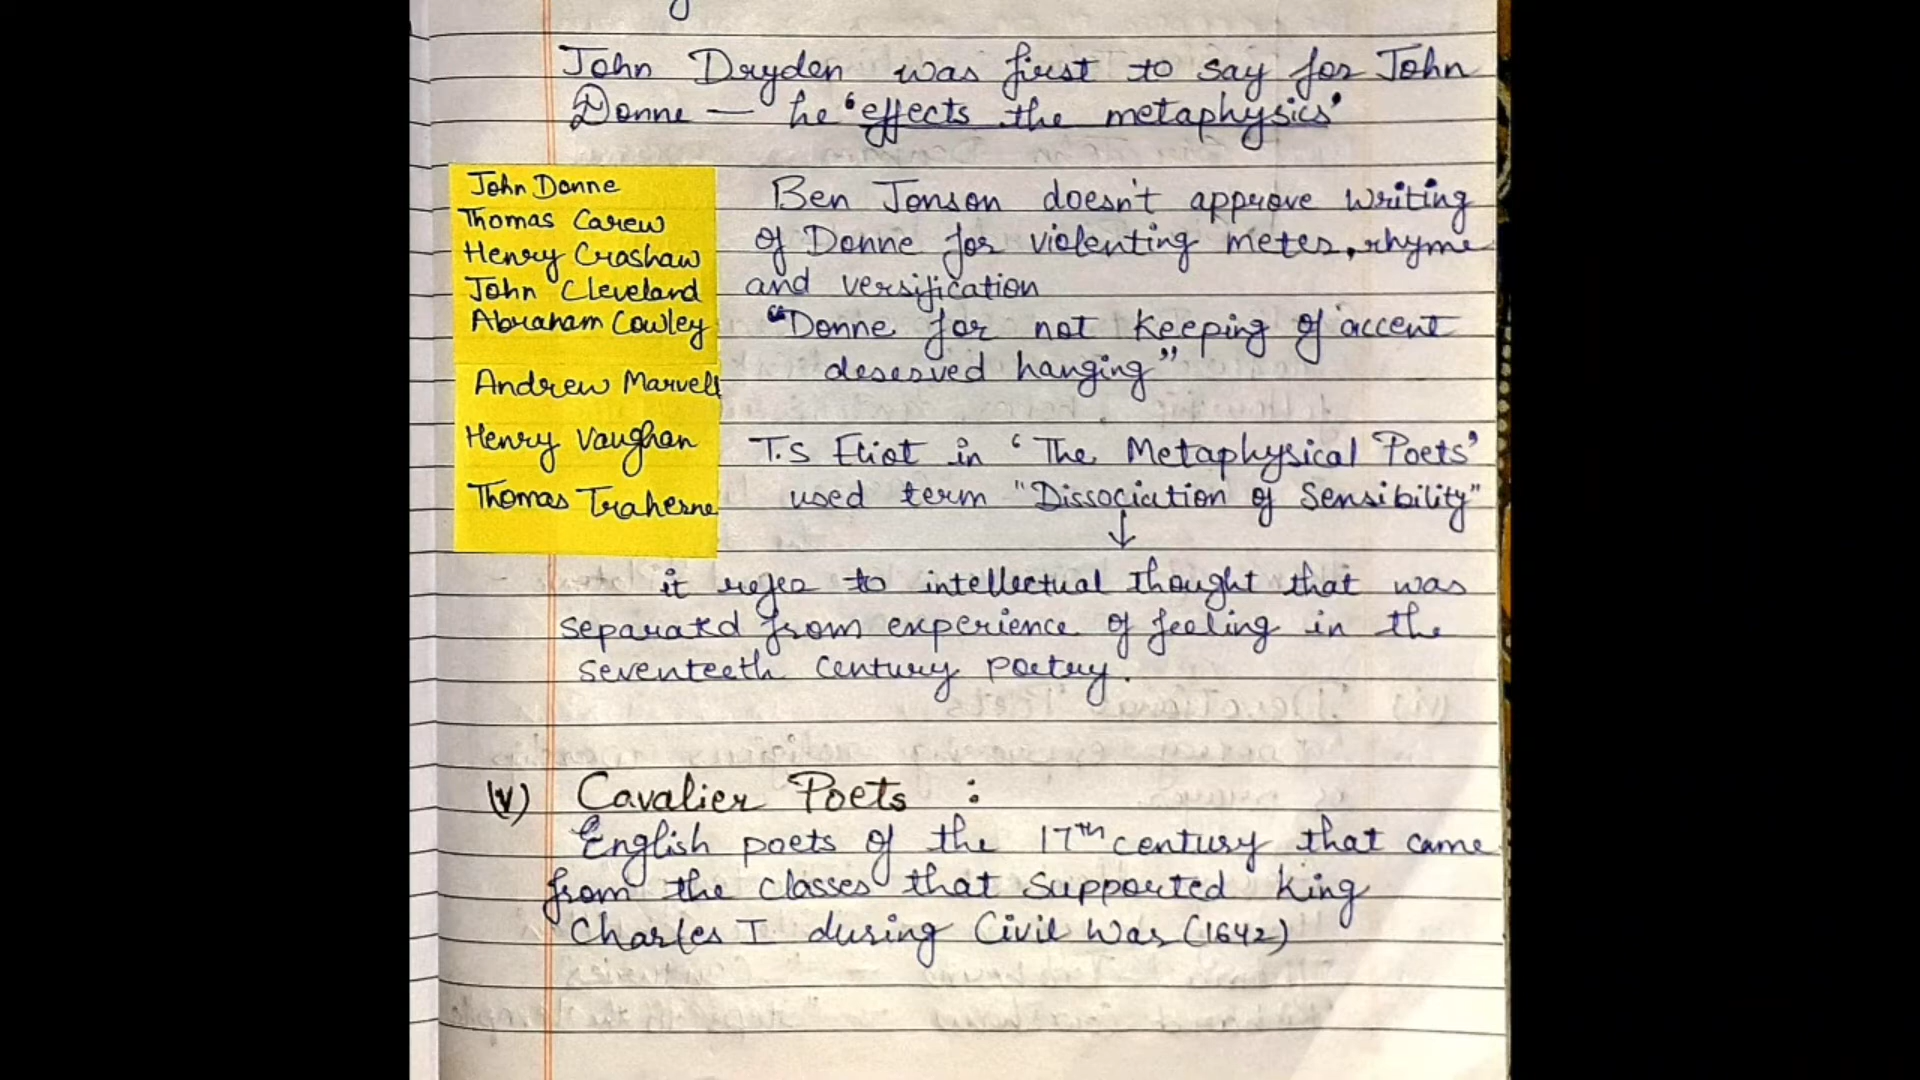 John Dryden was first to say for John
Donne — he 'effects the metaphysics'
John Donne
Thomas Carew
Henry Crashaw
John Cleveland
Abraham Cowley
Andrew Marvell
Henry Vaughan
Thomas Traherne
Ben Jonson doesn't approve writing
of Donne for violenting meter, rhyme
and versification
"Donne for not keeping of accent
deserved hanging"
T.S Eliot in 'The Metaphysical Poets'
used term "Dissociation of Sensibility"
↓
it refer to intellectual thought that was
separatd from experience of feeling in the
seventeeth century poetry.
(v) Cavalier Poets :
English poets of the 17th century that came
from the classes that supported king
Charles I during Civil War (1642)